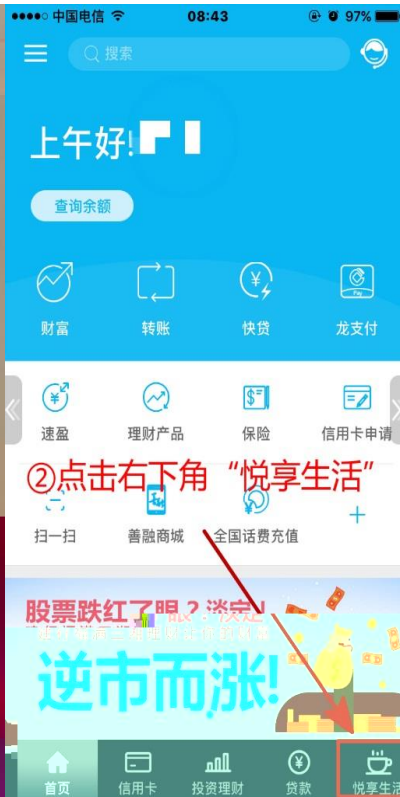 中国电信 08:43 97%
搜索
上午好!
查询余额
财富 转账 快贷 龙支付
速盈 理财产品 保险 信用卡申请
②点击右下角“悦享生活”
扫一扫 善融商城 全国话费充值
股票跌红了眼？淡定！
逆市而涨!
首页 信用卡 投资理财 贷款 悦享生活